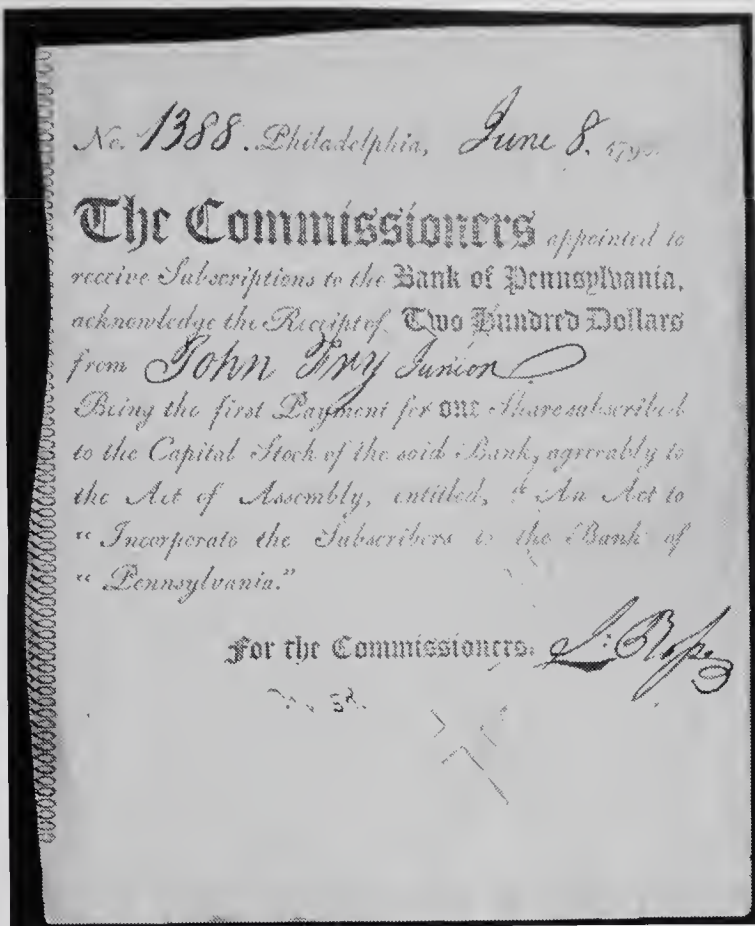 No. 1388. Philadelphia, June 8. 179
The Commissioners appointed to
receive Subscriptions to the Bank of Pennsylvania,
acknowledge the Receipt of Two Hundred Dollars
from John Fry Junior
Being the first Payment for one Share subscribed
to the Capital Stock of the said Bank, agreeably to
the Act of Assembly, entitled, "An Act to
"Incorporate the Subscribers to the Bank of
"Pennsylvania."
For the Commissioners.